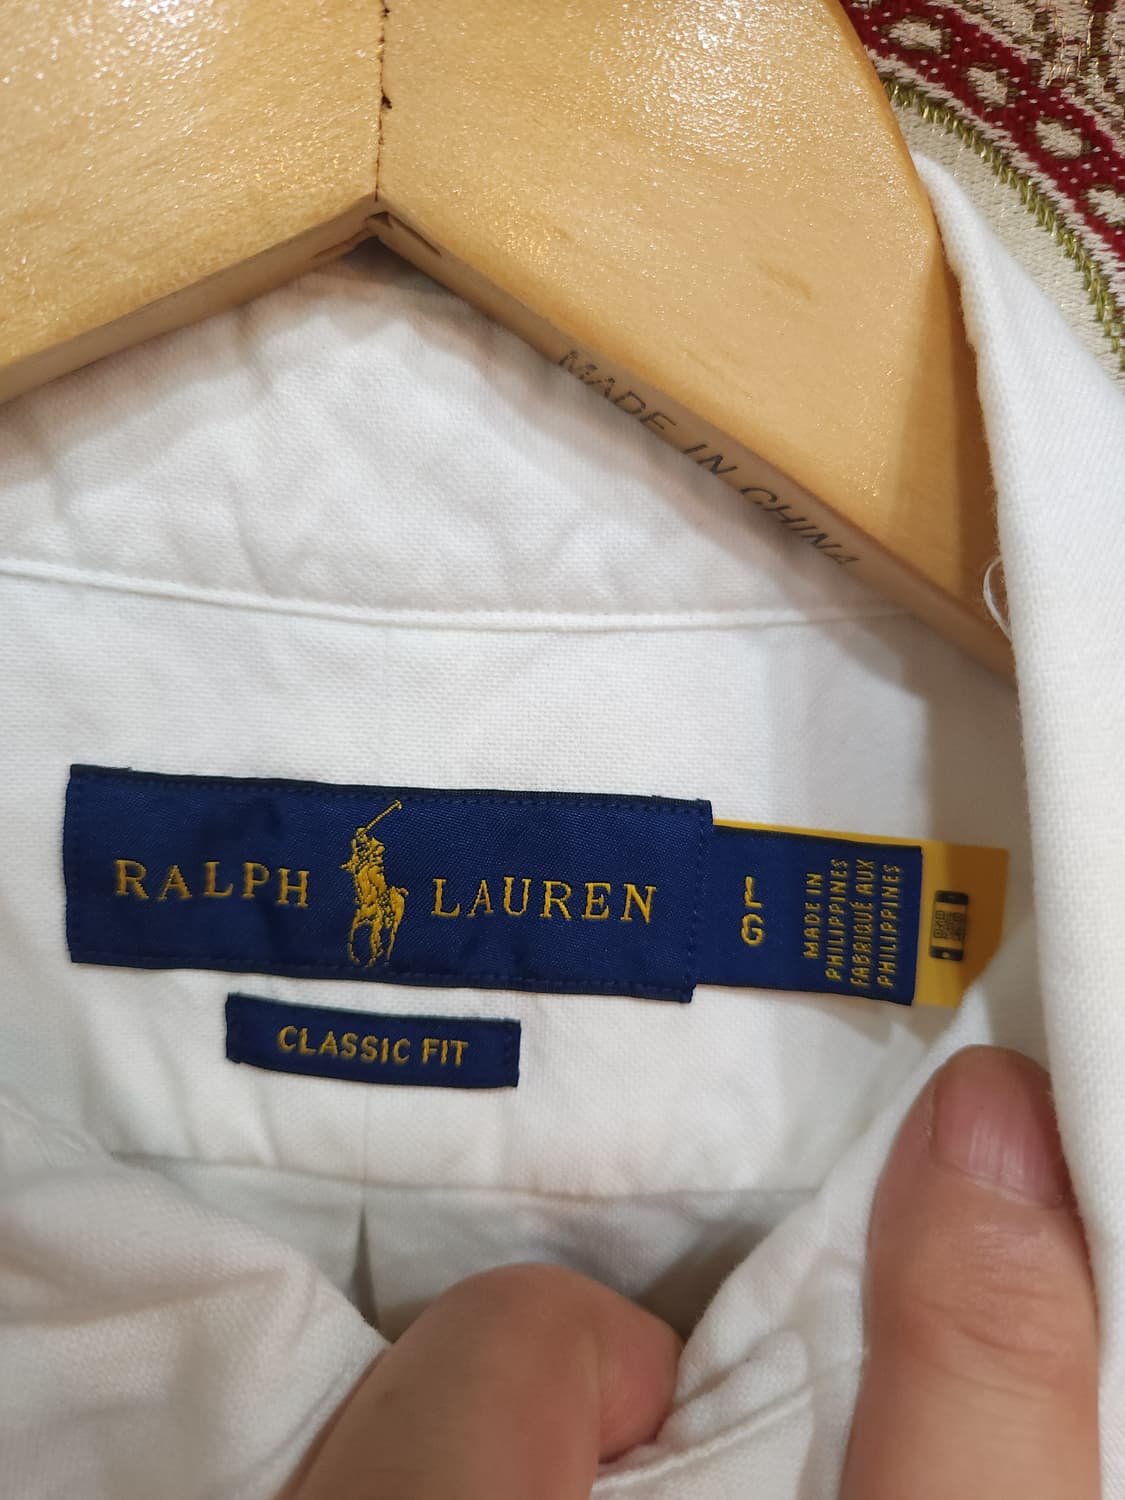 MADE IN CHINA
RALPH LAUREN
L
G
MADE IN
PHILIPPINES
FABRIQUÉ AUX
PHILIPPINES
CLASSIC FIT